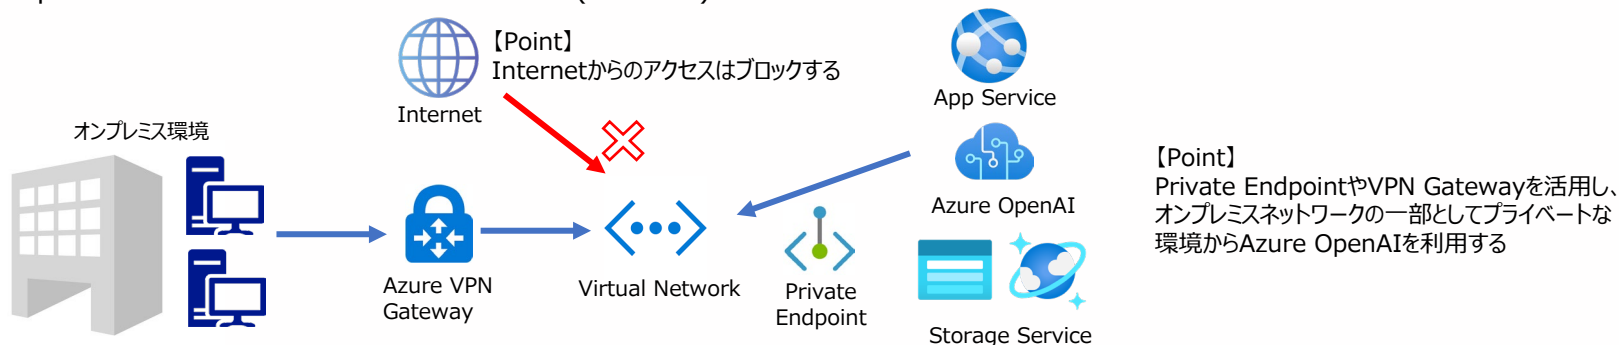 【Point】
Internetからのアクセスはブロックする
Internet
App Service
オンプレミス環境
Azure OpenAI
Azure VPN
Gateway
Virtual Network
Private
Endpoint
Storage Service
【Point】
Private EndpointやVPN Gatewayを活用し、
オンプレミスネットワークの一部としてプライベートな
環境からAzure OpenAIを利用する